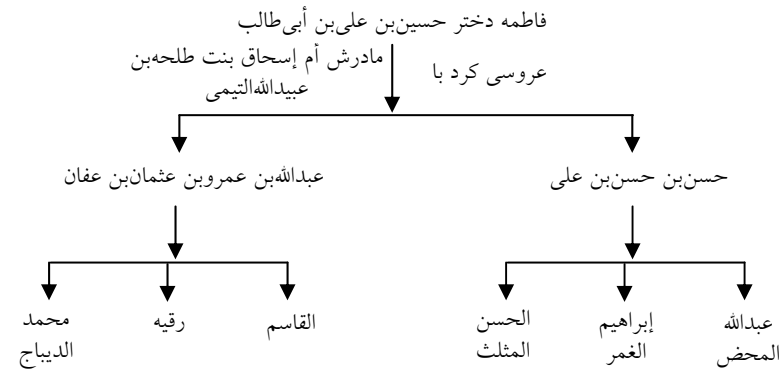 فاطمه دختر حسین‌بن علی‌بن أبی‌طالب
عروسی کرد با
مادرش أم إسحاق بنت طلحه‌بن
عبیدالله‌التیمی
حسن‌بن حسن‌بن علی
عبدالله‌بن عمروبن عثمان‌بن عفان
عبدالله
المحض
إبراهیم
الغمر
الحسن
المثلث
القاسم
رقیه
محمد
الدیباج